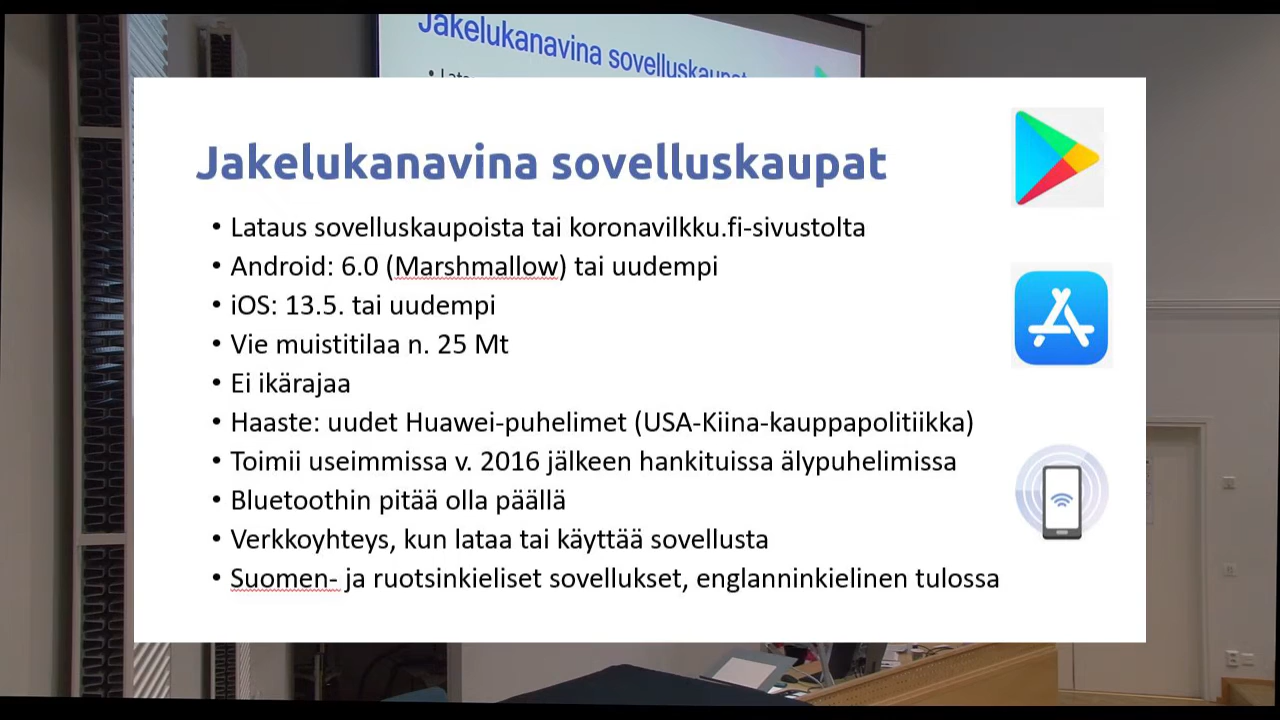 Jakelukanavina sovelluskaupat
Jakelukanavina sovelluskaupat
• Lataus sovelluskaupoista tai koronavilkku.fi-sivustolta
• Android: 6.0 (Marshmallow) tai uudempi
• iOS: 13.5. tai uudempi
• Vie muistitilaa n. 25 Mt
• Ei ikärajaa
• Haaste: uudet Huawei-puhelimet (USA-Kiina-kauppapolitiikka)
• Toimii useimmissa v. 2016 jälkeen hankituissa älypuhelimissa
• Bluetoothin pitää olla päällä
• Verkkoyhteys, kun lataa tai käyttää sovellusta
• Suomen- ja ruotsinkieliset sovellukset, englanninkielinen tulossa